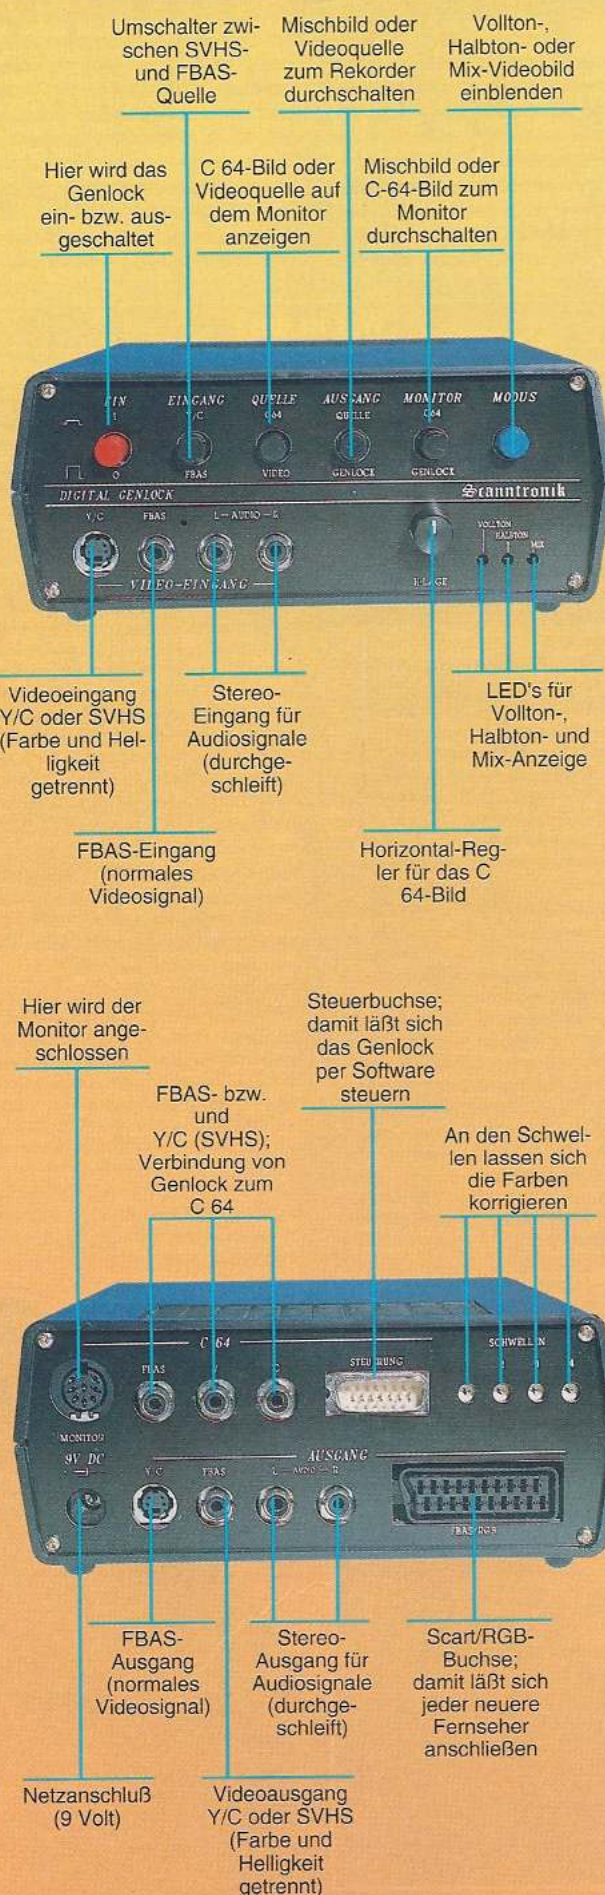 Umschalter zwi-
schen SVHS-
und FBAS-
Quelle
Mischbild oder
Videoquelle
zum Rekorder
durchschalten
Vollton-,
Halbton- oder
Mix-Videobild
einblenden
Hier wird das
Genlock
ein- bzw. aus-
geschaltet
C 64-Bild oder
Videoquelle auf
dem Monitor
anzeigen
Mischbild oder
C-64-Bild zum
Monitor
durchschalten
EIN EINGANG QUELLE AUSGANG MONITOR MODUS
I Y/C C64 QUELLE C64
O FBAS VIDEO GENLOCK GENLOCK
DIGITAL GENLOCK Scanntronik
Y/C FBAS L-AUDIO-R
VOLLTON
HALBTON
MIX
VIDEO-EINGANG H-LAGE
Videoeingang
Y/C oder SVHS
(Farbe und Hel-
ligkeit
getrennt)
Stereo-
Eingang für
Audiosignale
(durchge-
schleift)
LED's für
Vollton-,
Halbton- und
Mix-Anzeige
FBAS-Eingang
(normales
Videosignal)
Horizontal-Reg-
ler für das C
64-Bild
Hier wird der
Monitor ange-
schlossen
Steuerbuchse;
damit läßt sich
das Genlock
per Software
steuern
FBAS- bzw.
und
Y/C (SVHS);
Verbindung von
Genlock zum
C 64
An den Schwel-
len lassen sich
die Farben
korrigieren
C 64 SCHWELLEN
FBAS Y C STEUERUNG 2 3 4
MONITOR
9V DC AUSGANG
Y/C FBAS L-AUDIO-R
FBAS/RGB
FBAS-
Ausgang
(normales
Videosignal)
Stereo-
Ausgang für
Audiosignale
(durchge-
schleift)
Scart/RGB-
Buchse;
damit läßt sich
jeder neuere
Fernseher
anschließen
Netzanschluß
(9 Volt)
Videoausgang
Y/C oder SVHS
(Farbe und
Helligkeit
getrennt)